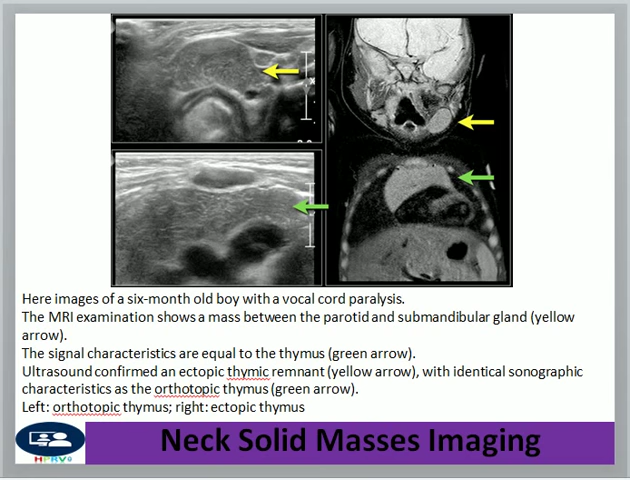 Here images of a six-month old boy with a vocal cord paralysis.
The MRI examination shows a mass between the parotid and submandibular gland (yellow
arrow).
The signal characteristics are equal to the thymus (green arrow).
Ultrasound confirmed an ectopic thymic remnant (yellow arrow), with identical sonographic
characteristics as the orthotopic thymus (green arrow).
Left: orthotopic thymus; right: ectopic thymus
Neck Solid Masses Imaging